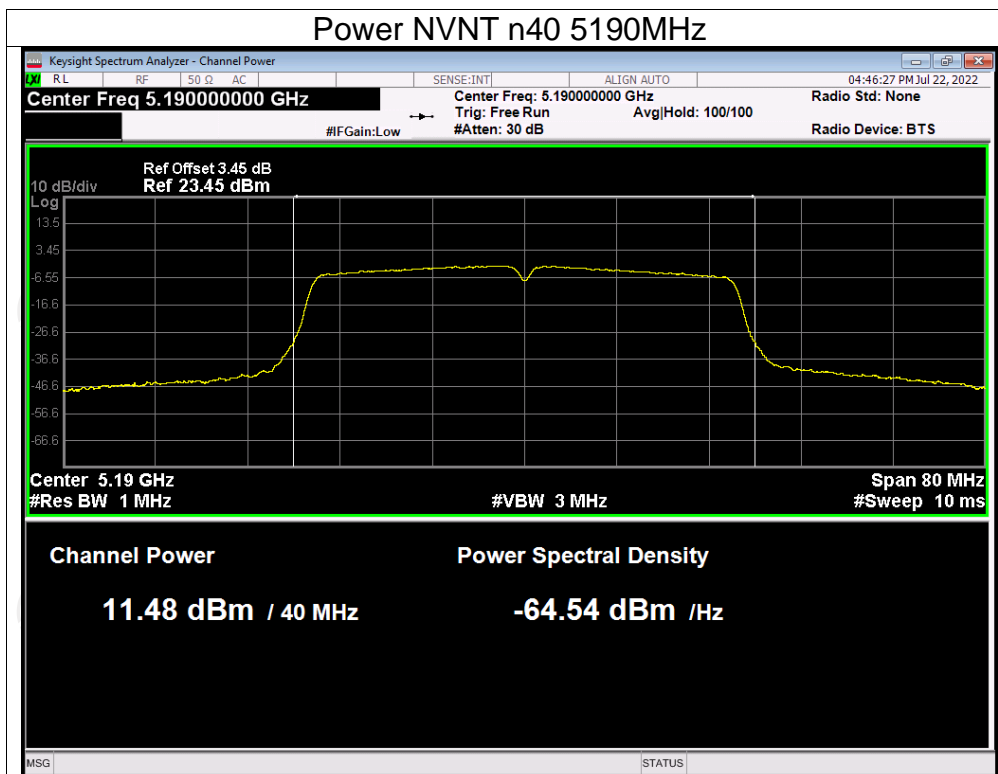 Power NVNT n40 5190MHz
Keysight Spectrum Analyzer - Channel Power
LXI RL RF 50 Ω AC SENSE:INT ALIGN AUTO 04:46:27 PM Jul 22, 2022
Center Freq 5.190000000 GHz Center Freq: 5.190000000 GHz Radio Std: None
Trig: Free Run Avg|Hold: 100/100
#IFGain:Low #Atten: 30 dB Radio Device: BTS
Ref Offset 3.45 dB
10 dB/div Ref 23.45 dBm
Log
13.5
3.45
-6.55
-16.6
-26.6
-36.6
-46.6
-56.6
-66.6
Center 5.19 GHz Span 80 MHz
#Res BW 1 MHz #VBW 3 MHz #Sweep 10 ms
Channel Power Power Spectral Density
11.48 dBm / 40 MHz -64.54 dBm /Hz
MSG STATUS